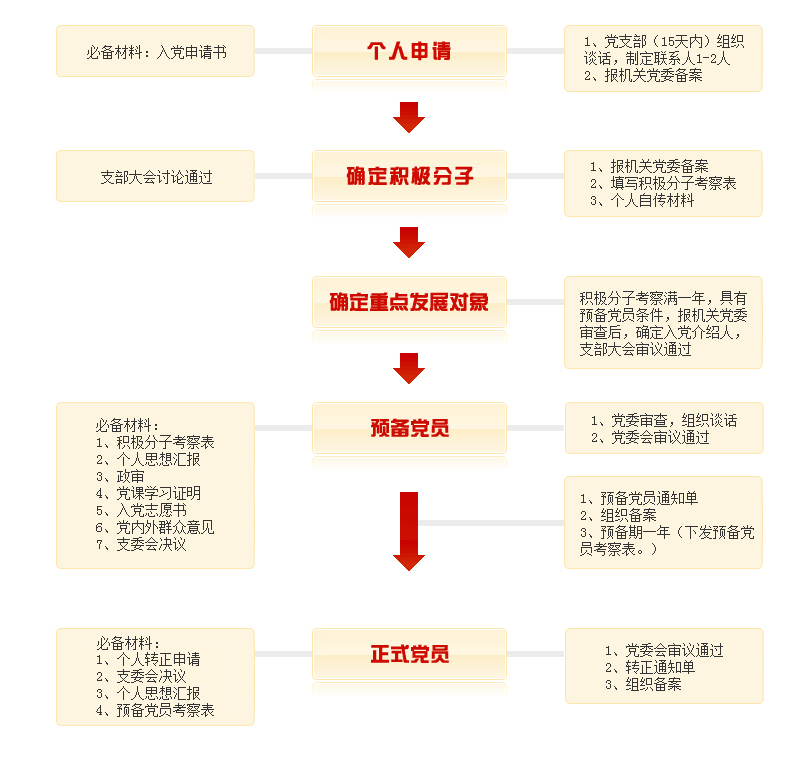 必备材料：入党申请书
个人申请
1、党支部（15天内）组织
谈话，制定联系人1-2人
2、报机关党委备案
支部大会讨论通过
确定积极分子
1、报机关党委备案
2、填写积极分子考察表
3、个人自传材料
确定重点发展对象
积极分子考察满一年，具有
预备党员条件，报机关党委
审查后，确定入党介绍人，
支部大会审议通过
必备材料：
1、积极分子考察表
2、个人思想汇报
3、政审
4、党课学习证明
5、入党志愿书
6、党内外群众意见
7、支委会决议
预备党员
1、党委审查，组织谈话
2、党委会审议通过
1、预备党员通知单
2、组织备案
3、预备期一年（下发预备党
员考察表。）
必备材料：
1、个人转正申请
2、支委会决议
3、个人思想汇报
4、预备党员考察表
正式党员
1、党委会审议通过
2、转正通知单
3、组织备案